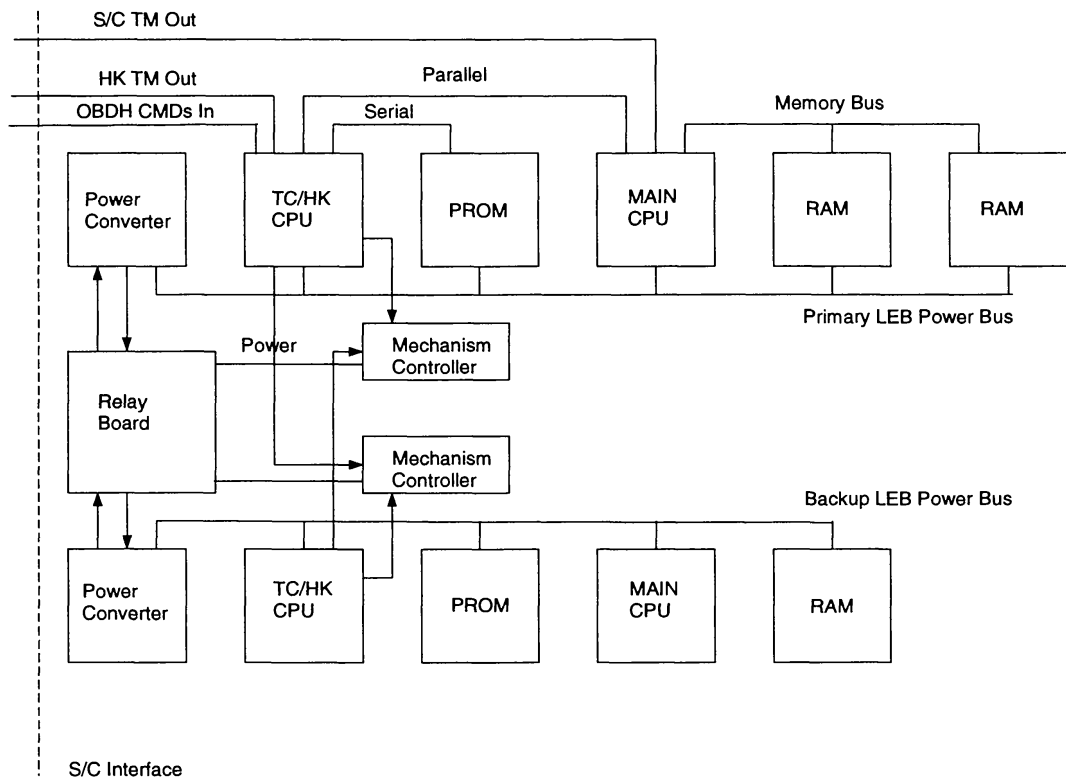 S/C TM Out
HK TM Out
Parallel
OBDH CMDs In
Serial
Memory Bus
Power
Converter
TC/HK
CPU
PROM
MAIN
CPU
RAM
RAM
Primary LEB Power Bus
Power
Mechanism
Controller
Relay
Board
Mechanism
Controller
Backup LEB Power Bus
Power
Converter
TC/HK
CPU
PROM
MAIN
CPU
RAM
S/C Interface